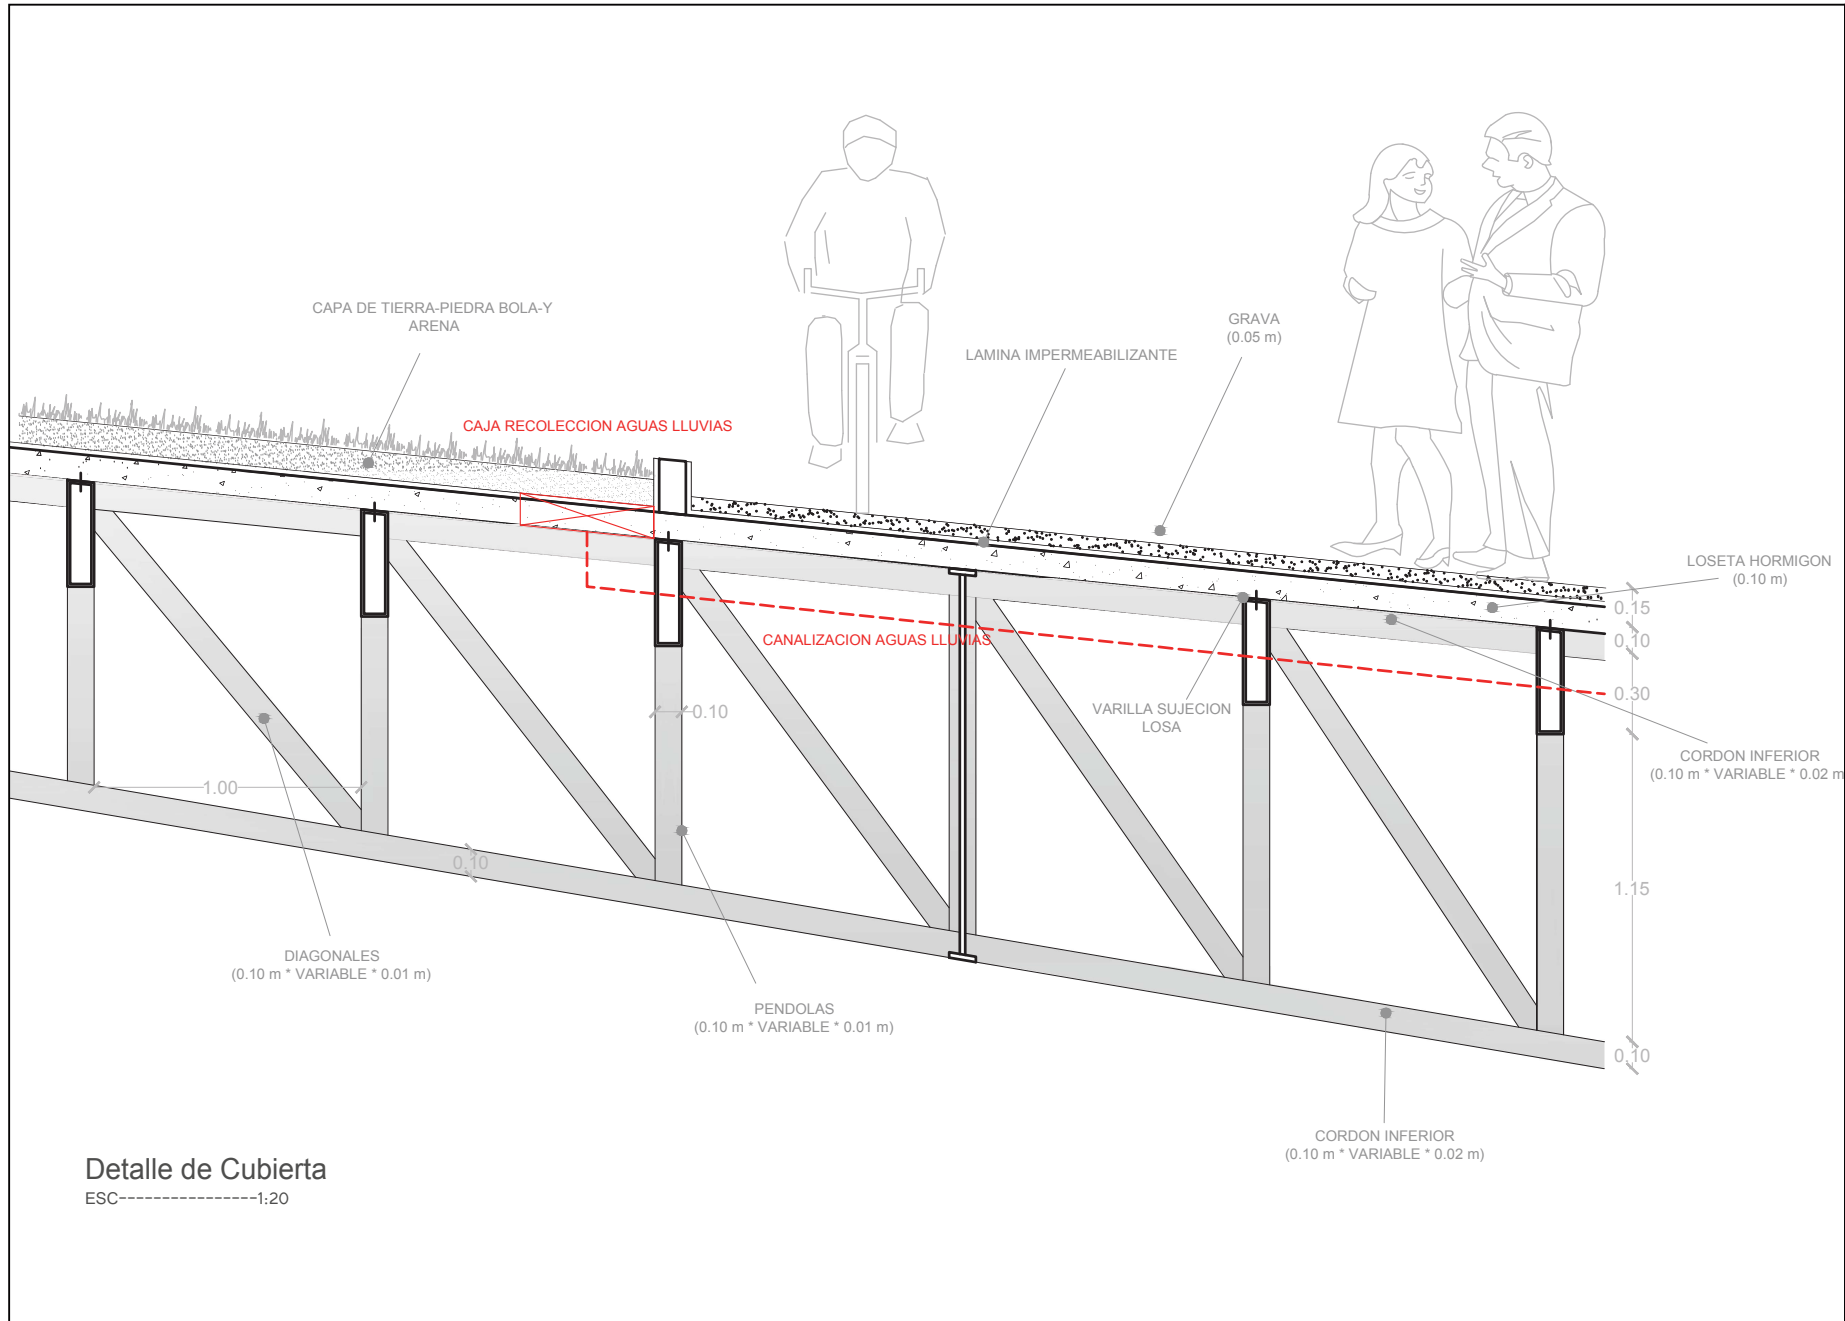 CAPA DE TIERRA-PIEDRA BOLA-Y
ARENA
GRAVA
(0.05 m)
LAMINA IMPERMEABILIZANTE
CAJA RECOLECCION AGUAS LLUVIAS
LOSETA HORMIGON
(0.10 m)
0.15
0.10
CANALIZACION AGUAS LLUVIAS
0.30
VARILLA SUJECION
LOSA
0.10
CORDON INFERIOR
(0.10 m * VARIABLE * 0.02 m
1.00
0.10
1.15
DIAGONALES
(0.10 m * VARIABLE * 0.01 m)
PENDOLAS
(0.10 m * VARIABLE * 0.01 m)
0.10
CORDON INFERIOR
(0.10 m * VARIABLE * 0.02 m)
Detalle de Cubierta
ESC----------------1:20